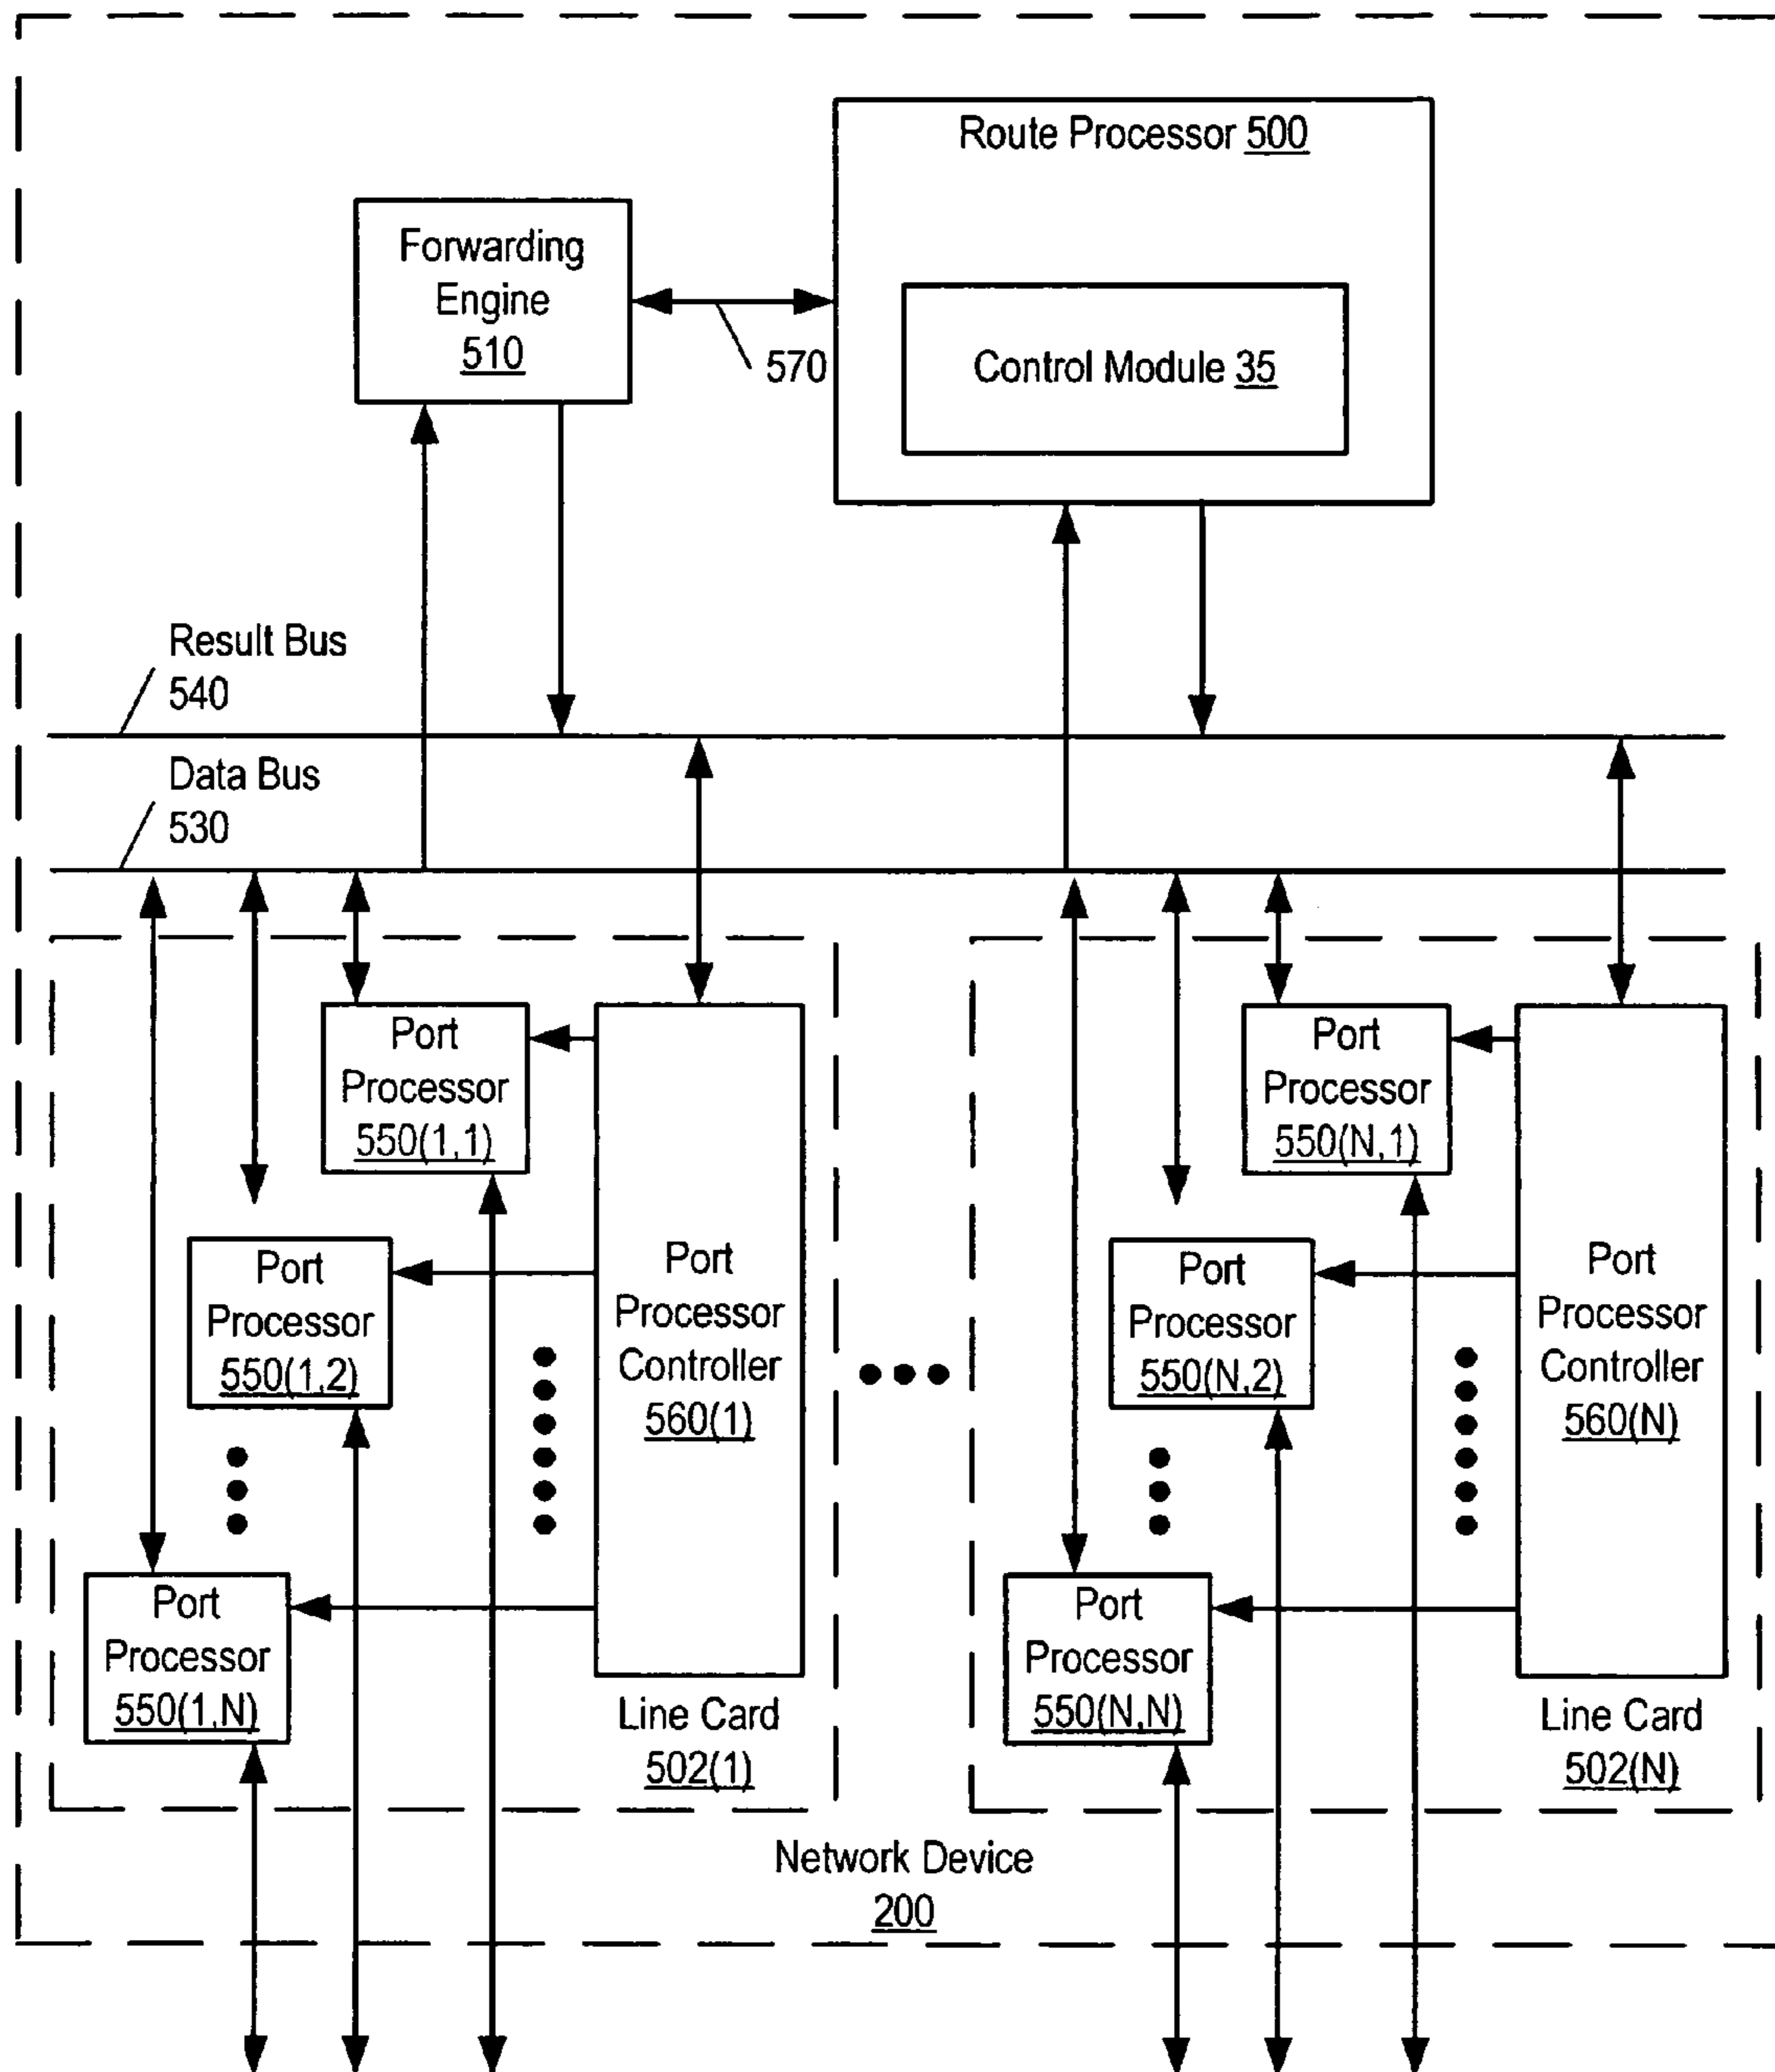 Route Processor 500
Forwarding
Engine
510
570
Control Module 35
Result Bus
540
Data Bus
530
Port
Processor
550(1,1)
Port
Processor
550(1,2)
Port
Processor
550(1,N)
Port
Processor
Controller
560(1)
Line Card
502(1)
Port
Processor
550(N,1)
Port
Processor
550(N,2)
Port
Processor
550(N,N)
Port
Processor
Controller
560(N)
Line Card
502(N)
Network Device
200